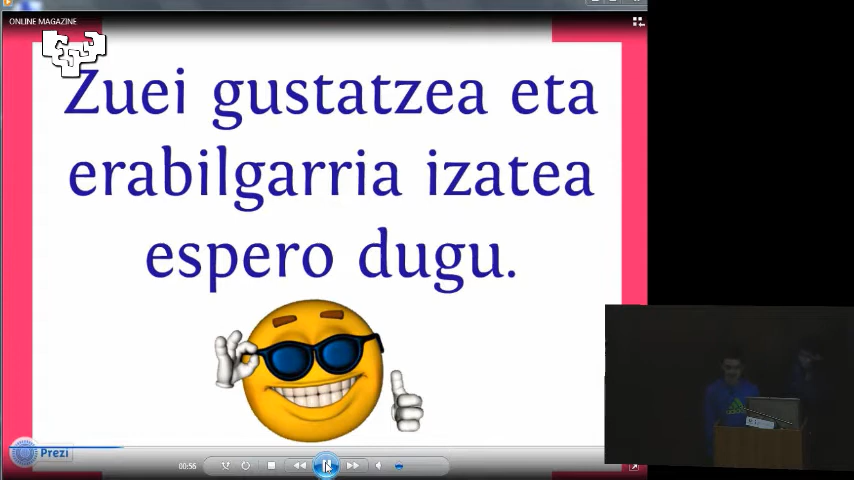 ONLINE MAGAZINE
Zuei gustatzea eta
erabilgarria izatea
espero dugu.
Prezi
00:56